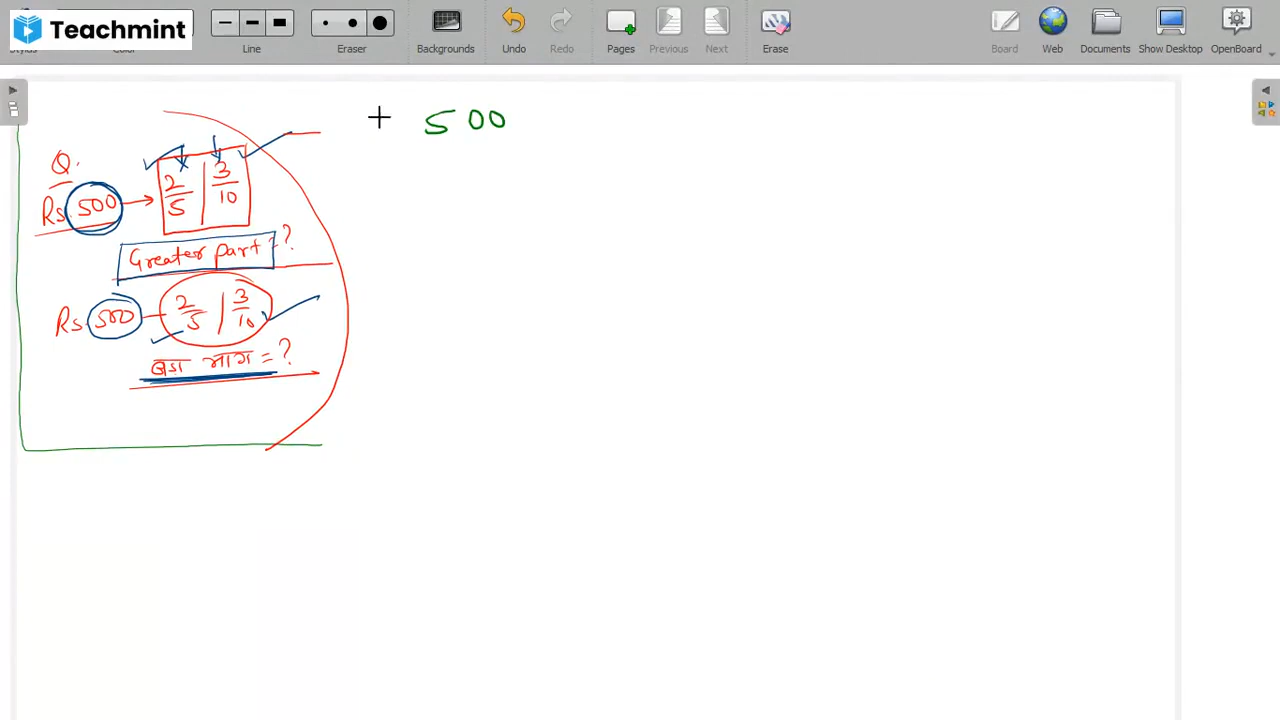 Teachmint
Line
Eraser
Backgrounds
Undo
Redo
Pages
Previous
Next
Erase
Board
Web
Documents
Show Desktop
OpenBoard
500
Q.
Rs 500 → 2/5 | 3/10
Greater part = ?
Rs 500 - 2/5 | 3/10
बड़ा भाग = ?